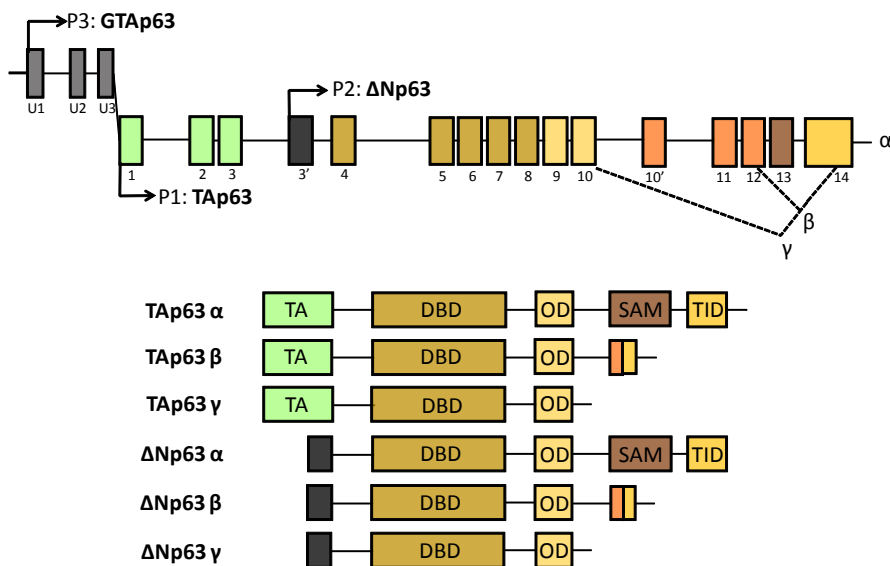 P3: GTAp63
U1 U2 U3
P2: ΔNp63
α
1 2 3 3' 4 5 6 7 8 9 10 10' 11 12 13 14
P1: TAp63
β
γ
TAp63 α TA DBD OD SAM TID
TAp63 β TA DBD OD
TAp63 γ TA DBD OD
ΔNp63 α DBD OD SAM TID
ΔNp63 β DBD OD
ΔNp63 γ DBD OD